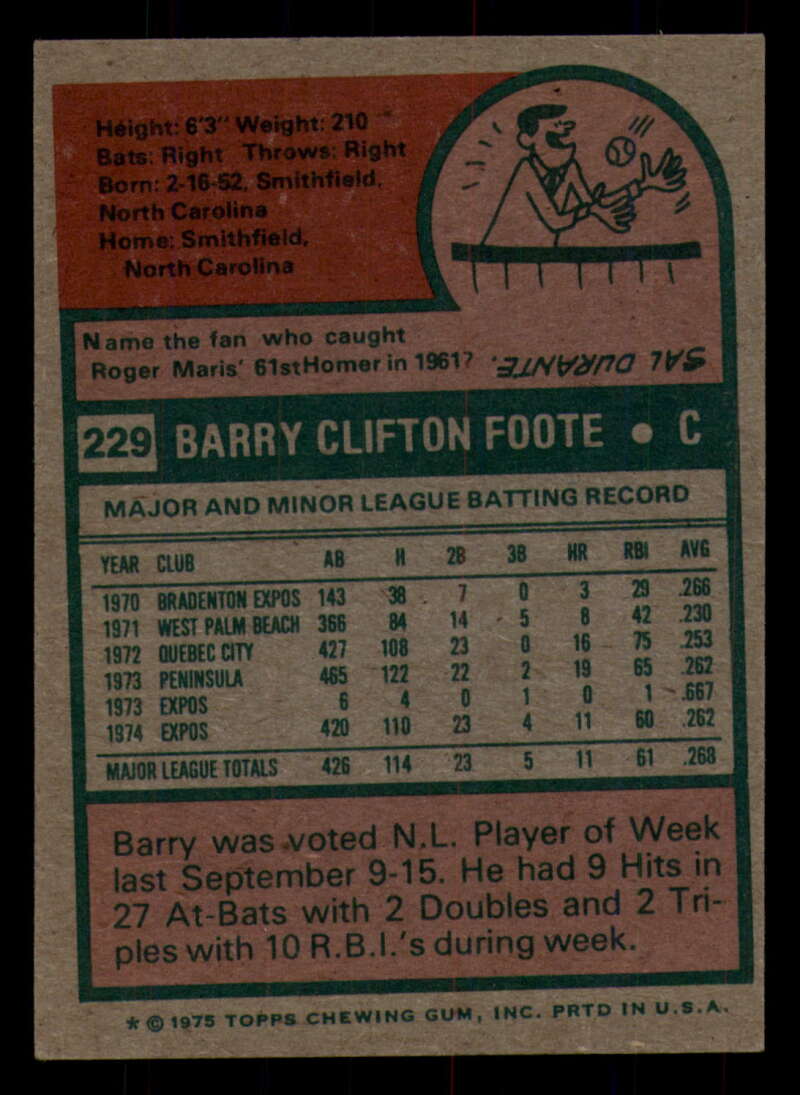 Height: 6'3" Weight: 210
Bats: Right Throws: Right
Born: 2-16-52, Smithfield,
North Carolina
Home: Smithfield,
North Carolina
Name the fan who caught
Roger Maris' 61st Homer in 1961?
SAL DURANTE.
229 BARRY CLIFTON FOOTE • C
MAJOR AND MINOR LEAGUE BATTING RECORD
YEAR CLUB AB H 2B 3B HR RBI AVG
1970 BRADENTON EXPOS 143 38 7 0 3 29 .266
1971 WEST PALM BEACH 366 84 14 5 8 42 .230
1972 QUEBEC CITY 427 108 23 0 16 75 .253
1973 PENINSULA 465 122 22 2 19 65 .262
1973 EXPOS 6 4 0 1 0 1 .667
1974 EXPOS 420 110 23 4 11 60 .262
MAJOR LEAGUE TOTALS 426 114 23 5 11 61 .268
Barry was voted N.L. Player of Week
last September 9-15. He had 9 Hits in
27 At-Bats with 2 Doubles and 2 Tri-
ples with 10 R.B.I.'s during week.
* © 1975 TOPPS CHEWING GUM, INC. PRTD IN U.S.A.